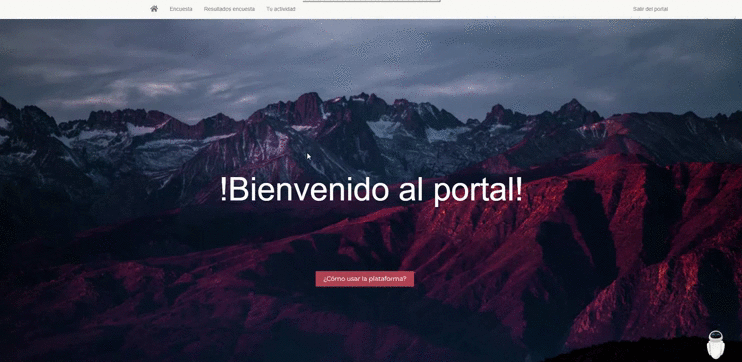 Encuesta Resultados encuesta Tu actividad Salir del portal
!Bienvenido al portal!
¿Cómo usar la plataforma?